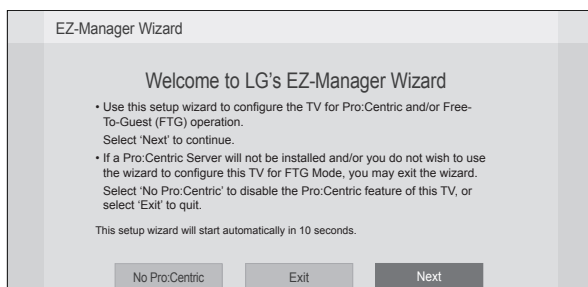 EZ-Manager Wizard
Welcome to LG's EZ-Manager Wizard
• Use this setup wizard to configure the TV for Pro:Centric and/or Free-
To-Guest (FTG) operation.
Select 'Next' to continue.
• If a Pro:Centric Server will not be installed and/or you do not wish to use
the wizard to configure this TV for FTG Mode, you may exit the wizard.
Select 'No Pro:Centric' to disable the Pro:Centric feature of this TV, or
select 'Exit' to quit.
This setup wizard will start automatically in 10 seconds.
No Pro:Centric Exit Next